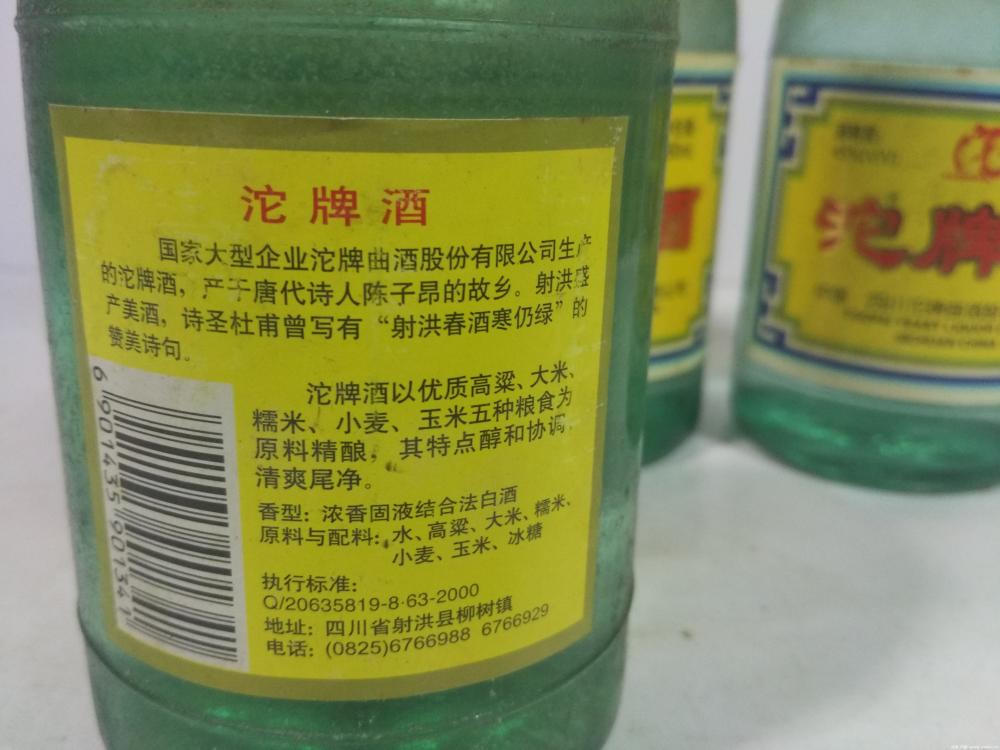 沱牌酒
国家大型企业沱牌曲酒股份有限公司生产
的沱牌酒，产于唐代诗人陈子昂的故乡。射洪盛
产美酒，诗圣杜甫曾写有“射洪春酒寒仍绿”的
赞美诗句。
沱牌酒以优质高粱、大米、
糯米、小麦、玉米五种粮食为
原料精酿，其特点醇和协调，
清爽尾净。
香型：浓香固液结合法白酒
原料与配料：水、高粱、大米、糯米、
小麦、玉米、冰糖
执行标准：
Q/20635819-8·63-2000
地址：四川省射洪县柳树镇
电话：(0825)6766988 6766929
6 901435 901341
酒
沱牌